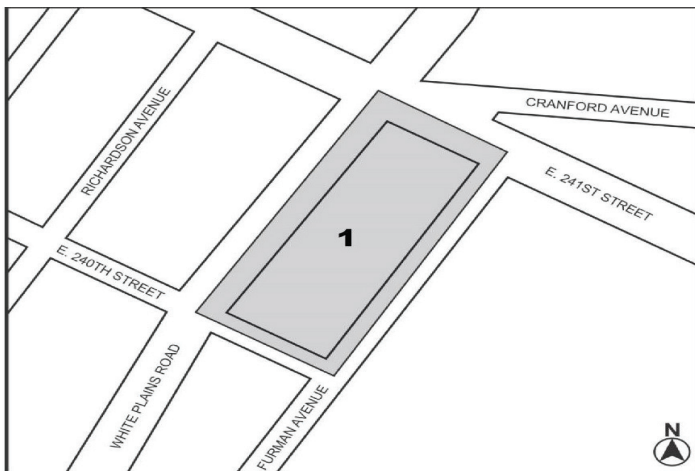 CRANFORD AVENUE
RICHARDSON AVENUE
E. 241ST STREET
1
E. 240TH STREET
WHITE PLAINS ROAD
FURMAN AVENUE
N